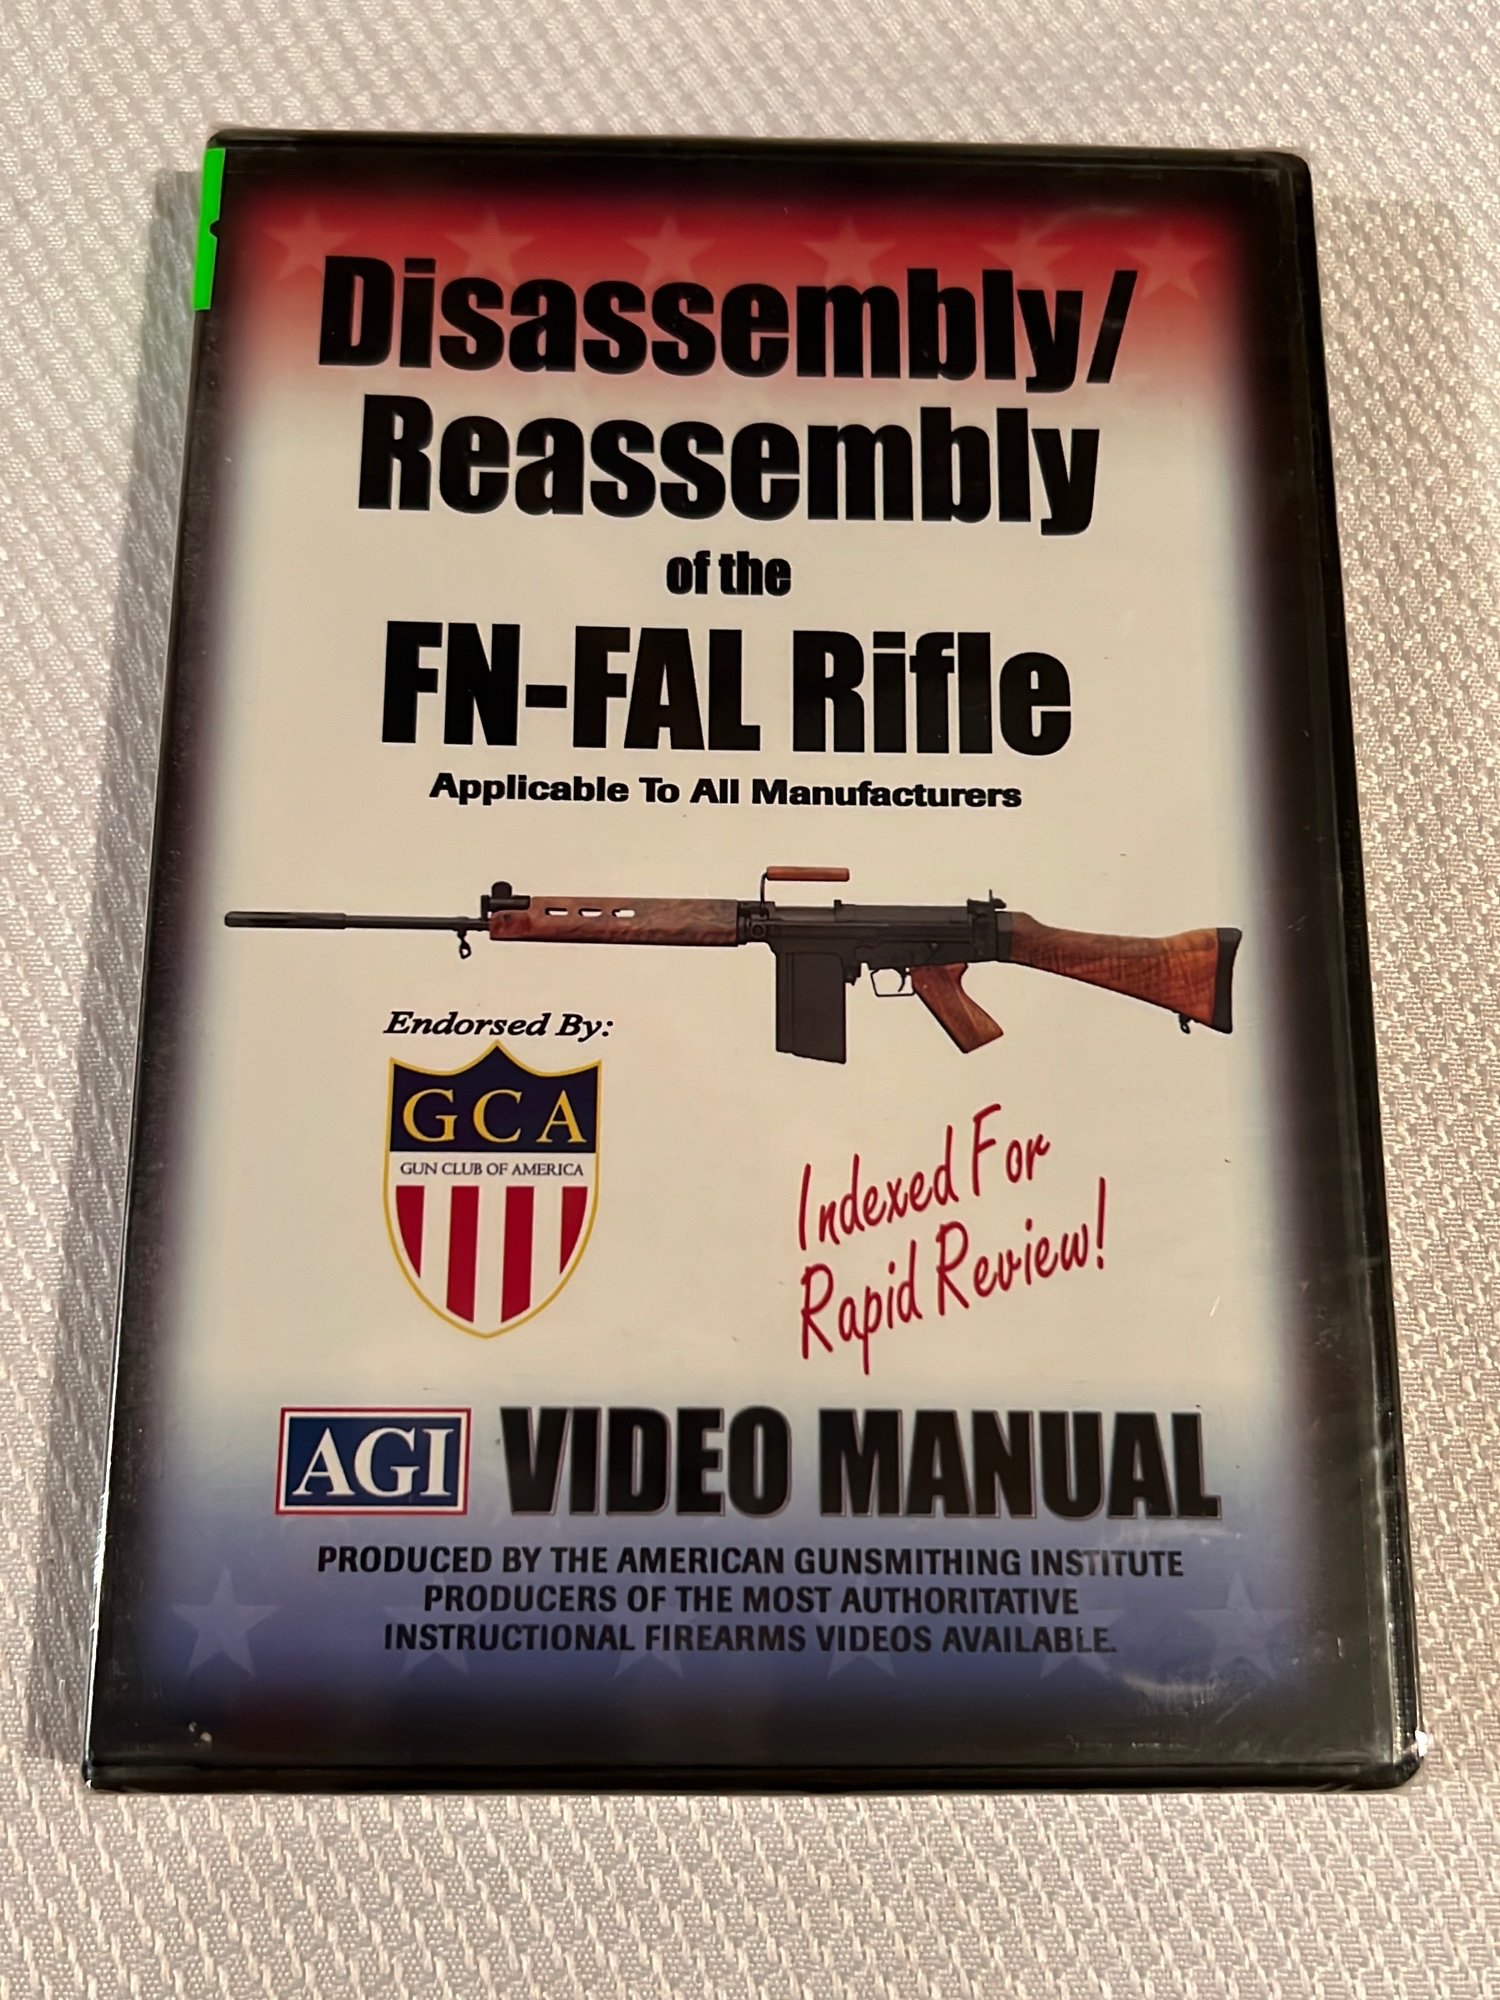 Disassembly/
Reassembly
of the
FN-FAL Rifle
Applicable To All Manufacturers
Endorsed By:
GCA
GUN CLUB OF AMERICA
Indexed For
Rapid Review!
AGI VIDEO MANUAL
PRODUCED BY THE AMERICAN GUNSMITHING INSTITUTE
PRODUCERS OF THE MOST AUTHORITATIVE
INSTRUCTIONAL FIREARMS VIDEOS AVAILABLE.